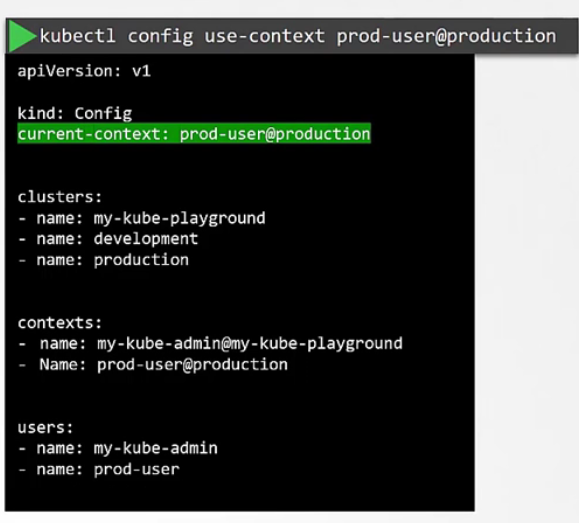 kubectl config use-context prod-user@production
apiVersion: v1
kind: Config
current-context: prod-user@production
clusters:
- name: my-kube-playground
- name: development
- name: production
contexts:
- name: my-kube-admin@my-kube-playground
- Name: prod-user@production
users:
- name: my-kube-admin
- name: prod-user